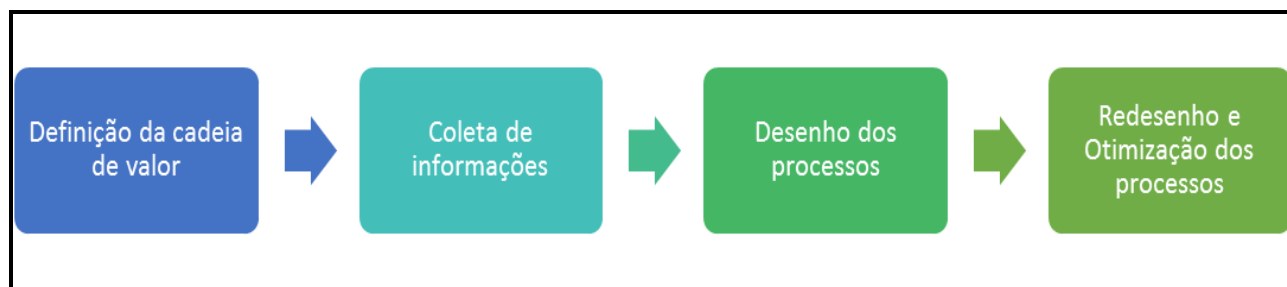 Definição da cadeia
de valor
Coleta de
informações
Desenho dos
processos
Redesenho e
Otimização dos
processos